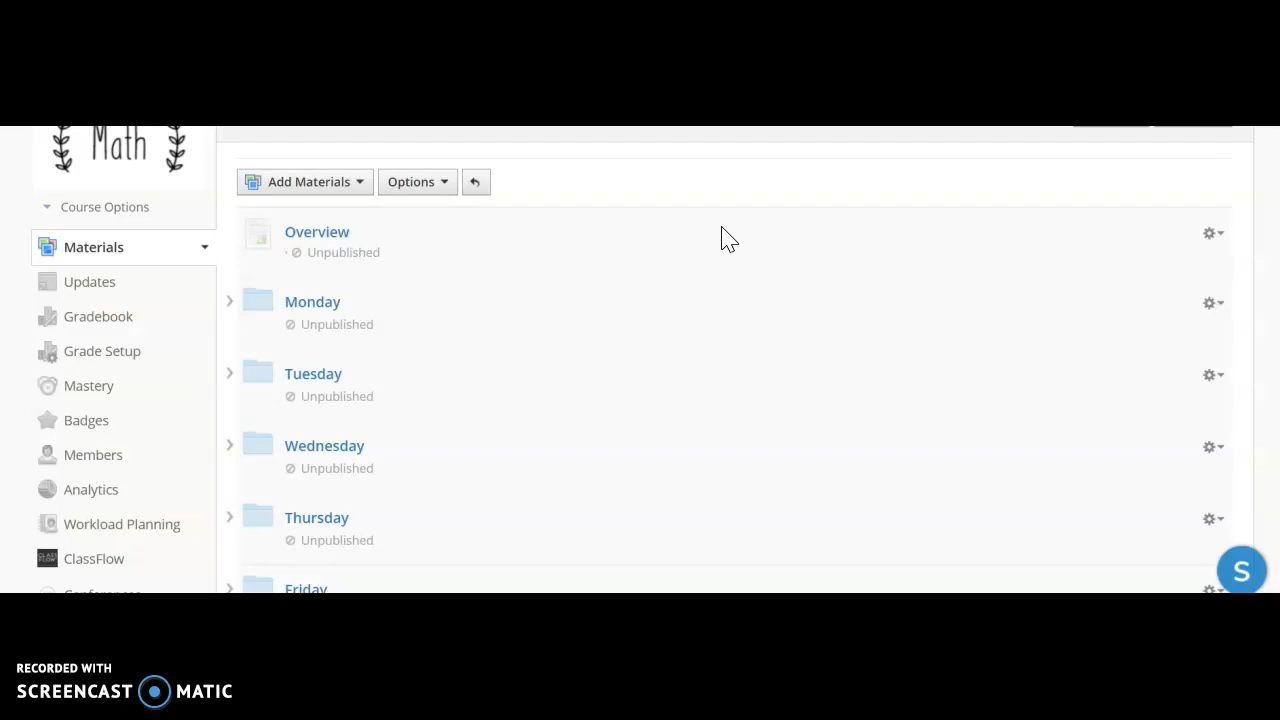 Math
Add Materials
Options
Course Options
Overview
Materials
· Unpublished
Updates
Monday
Gradebook
Unpublished
Grade Setup
Tuesday
Mastery
Unpublished
Badges
Wednesday
Members
Unpublished
Analytics
Thursday
Workload Planning
Unpublished
ClassFlow
Friday
S
RECORDED WITH
SCREENCAST MATIC